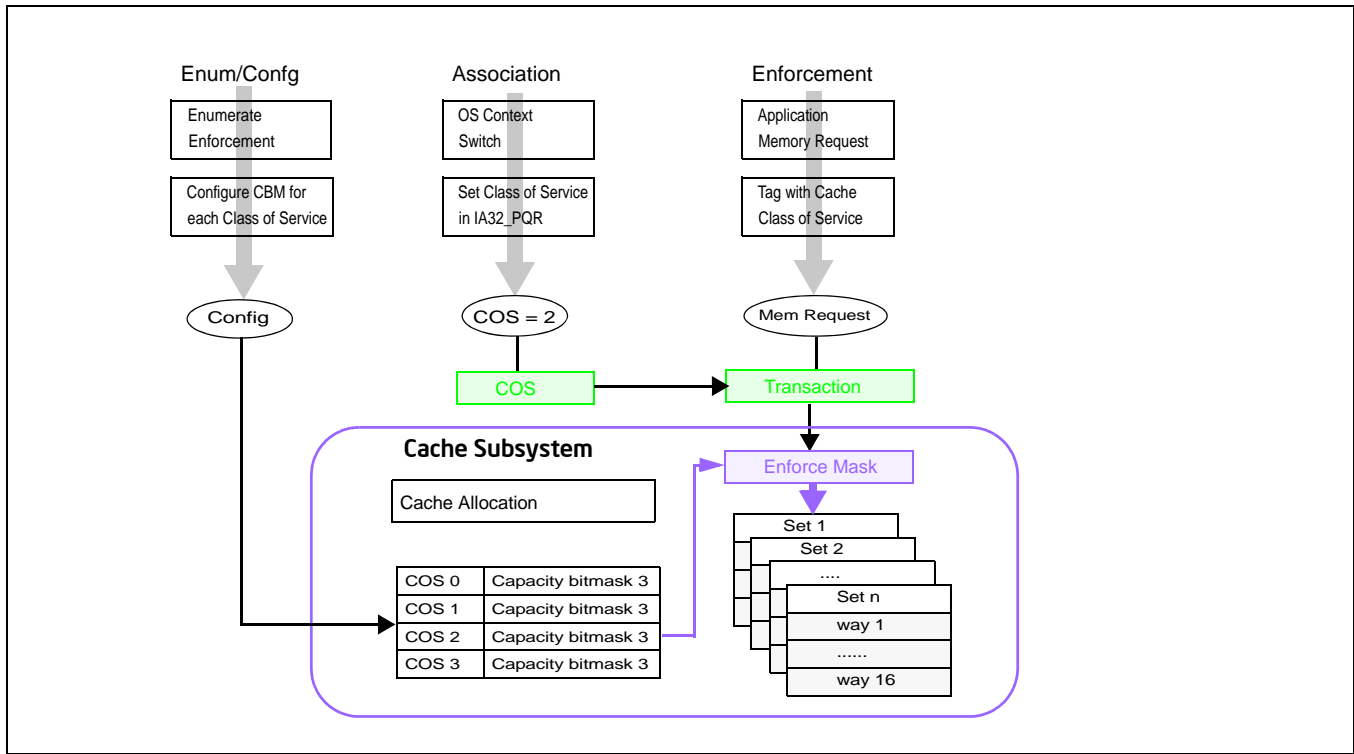 Enum/Confg
Enumerate
Enforcement
Configure CBM for
each Class of Service
Config
Association
OS Context
Switch
Set Class of Service
in IA32_PQR
COS = 2
COS
Enforcement
Application
Memory Request
Tag with Cache
Class of Service
Mem Request
Transaction
Cache Subsystem
Cache Allocation
COS 0 Capacity bitmask 3
COS 1 Capacity bitmask 3
COS 2 Capacity bitmask 3
COS 3 Capacity bitmask 3
Enforce Mask
Set 1
Set 2
....
Set n
way 1
......
way 16